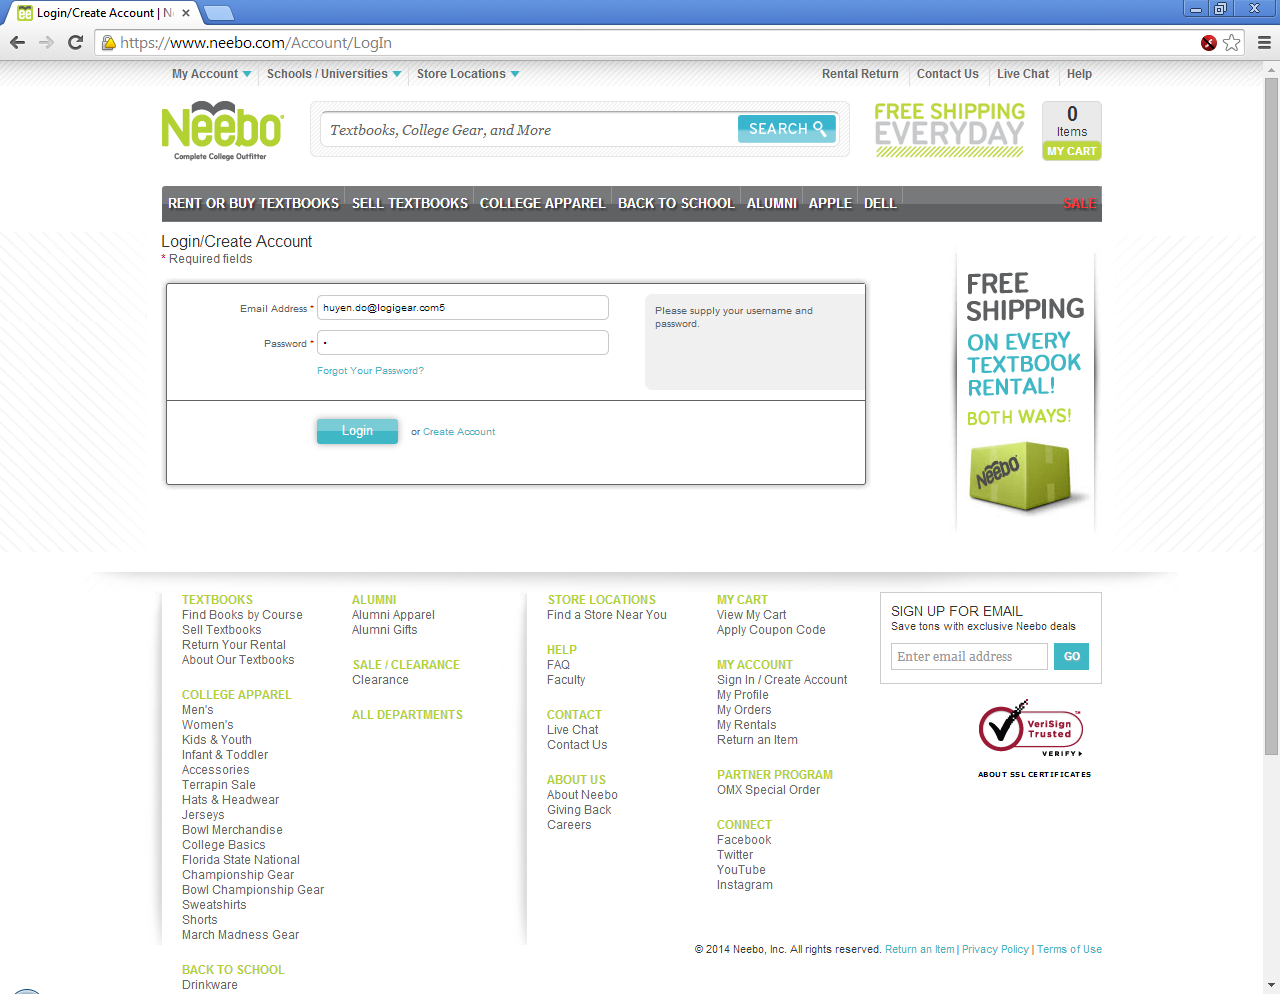 Login/Create Account | N
https://www.neebo.com/Account/LogIn
My Account Schools / Universities Store Locations Rental Return Contact Us Live Chat Help
Neebo
Complete College Outfitter
Textbooks, College Gear, and More
SEARCH
FREE SHIPPING
EVERYDAY
0
Items
MY CART
RENT OR BUY TEXTBOOKS SELL TEXTBOOKS COLLEGE APPAREL BACK TO SCHOOL ALUMNI APPLE DELL SALE
Login/Create Account
* Required fields
Email Address * huyen.do@logigear.com5
Password *
Forgot Your Password?
Please supply your username and
password.
Login or Create Account
FREE
SHIPPING
ON EVERY
TEXTBOOK
RENTAL!
BOTH WAYS!
Neebo
TEXTBOOKS
Find Books by Course
Sell Textbooks
Return Your Rental
About Our Textbooks
COLLEGE APPAREL
Men's
Women's
Kids & Youth
Infant & Toddler
Accessories
Terrapin Sale
Hats & Headwear
Jerseys
Bowl Merchandise
College Basics
Florida State National
Championship Gear
Bowl Championship Gear
Sweatshirts
Shorts
March Madness Gear
BACK TO SCHOOL
Drinkware
ALUMNI
Alumni Apparel
Alumni Gifts
SALE / CLEARANCE
Clearance
ALL DEPARTMENTS
STORE LOCATIONS
Find a Store Near You
HELP
FAQ
Faculty
CONTACT
Live Chat
Contact Us
ABOUT US
About Neebo
Giving Back
Careers
MY CART
View My Cart
Apply Coupon Code
MY ACCOUNT
Sign In / Create Account
My Profile
My Orders
My Rentals
Return an Item
PARTNER PROGRAM
OMX Special Order
CONNECT
Facebook
Twitter
YouTube
Instagram
SIGN UP FOR EMAIL
Save tons with exclusive Neebo deals
Enter email address GO
VeriSign
Trusted
VERIFY
ABOUT SSL CERTIFICATES
© 2014 Neebo, Inc. All rights reserved. Return an Item | Privacy Policy | Terms of Use